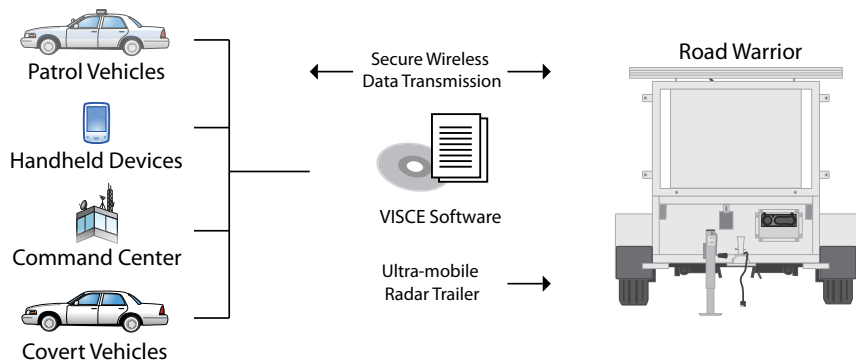 Patrol Vehicles
Handheld Devices
Command Center
Covert Vehicles
Secure Wireless
Data Transmission
VISCE Software
Ultra-mobile
Radar Trailer
Road Warrior